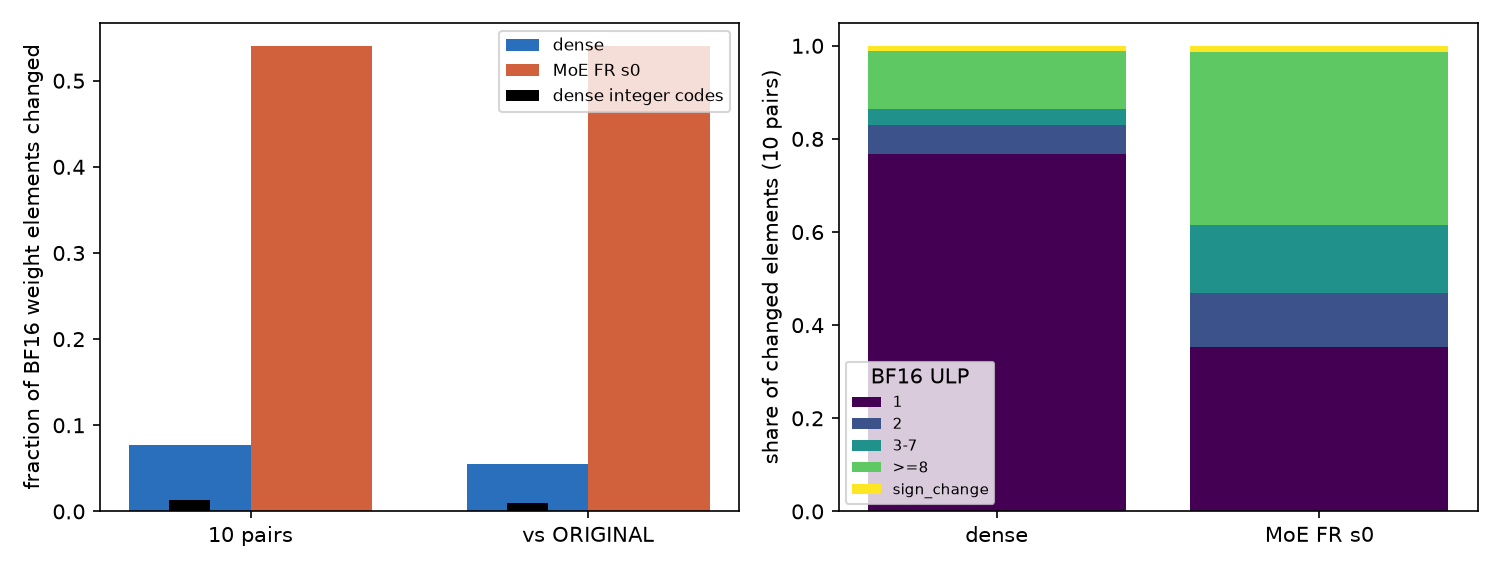 fraction of BF16 weight elements changed
0.5
0.4
0.3
0.2
0.1
0.0
10 pairs
vs ORIGINAL
dense
MoE FR s0
dense integer codes
share of changed elements (10 pairs)
1.0
0.8
0.6
0.4
0.2
0.0
BF16 ULP
1
2
3-7
>=8
sign_change
dense
MoE FR s0